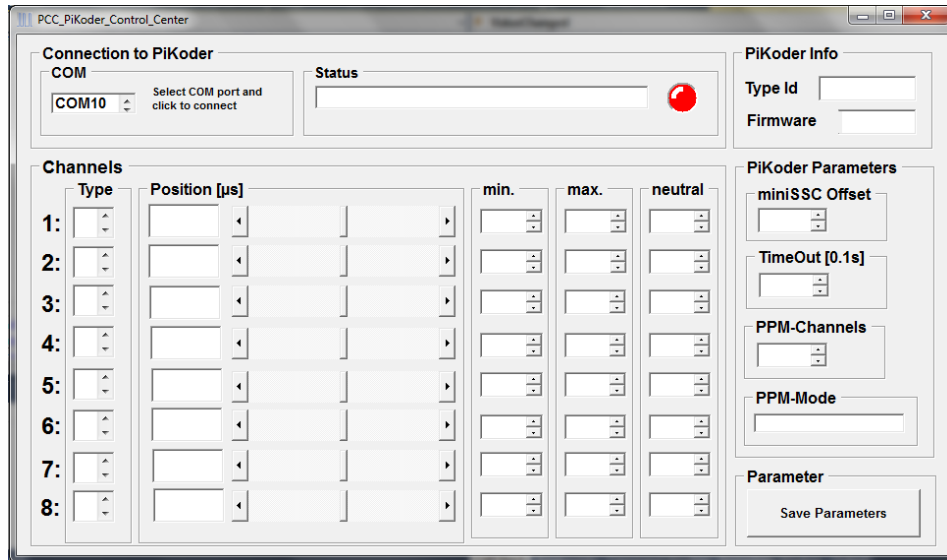 PCC_PiKoder_Control_Center
Connection to PiKoder
COM
COM10
Select COM port and
click to connect
Status
PiKoder Info
Type Id
Firmware
Channels
Type
Position [µs]
min.
max.
neutral
1:
2:
3:
4:
5:
6:
7:
8:
PiKoder Parameters
miniSSC Offset
TimeOut [0.1s]
PPM-Channels
PPM-Mode
Parameter
Save Parameters